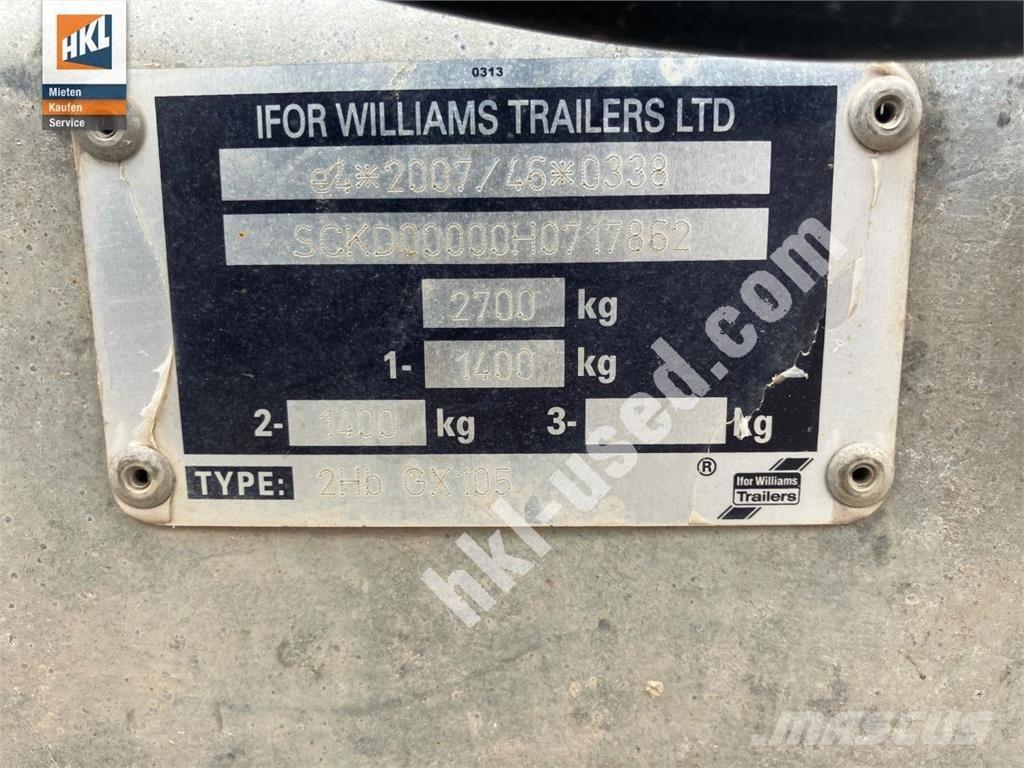 HKL
Mieten
Kaufen
Service
0313
IFOR WILLIAMS TRAILERS LTD
e4*2007/46*0338
SCKD00000H0717862
2700 kg
1- 1400 kg
2- 1400 kg 3- kg
TYPE: 2Hb GX105 ®
Ifor Williams
Trailers
hkl-used.com
MASCUS